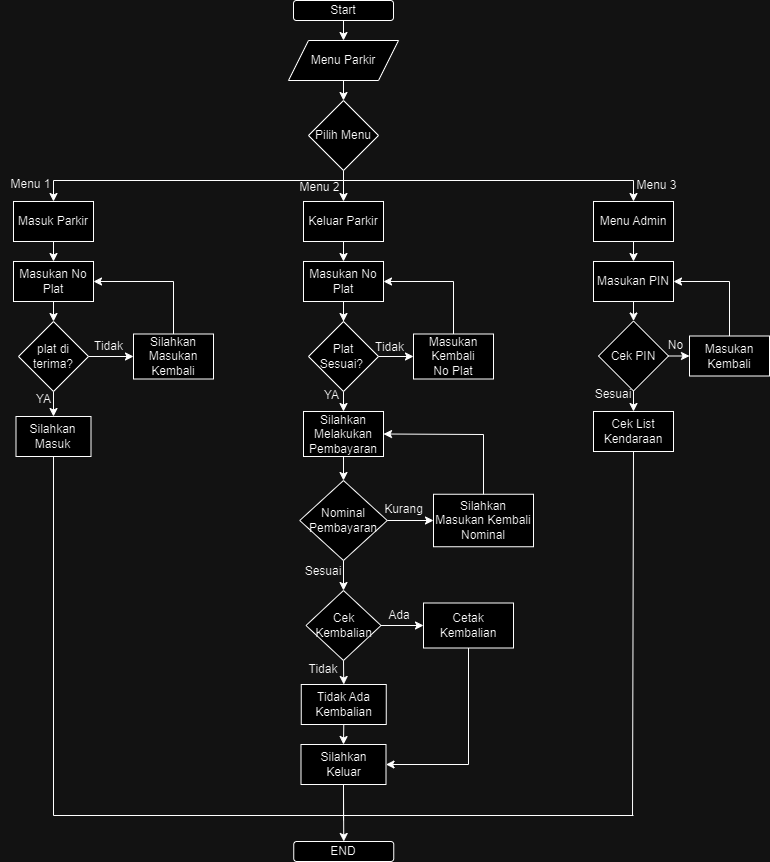 Start
Menu Parkir
Pilih Menu
Menu 1
Menu 2
Menu 3
Masuk Parkir
Keluar Parkir
Menu Admin
Masukan No
Plat
Masukan No
Plat
Masukan PIN
plat di
terima?
Tidak
Silahkan
Masukan
Kembali
Plat
Sesuai?
Tidak
Masukan
Kembali
No Plat
Cek PIN
No
Masukan
Kembali
YA
YA
Sesuai
Silahkan
Masuk
Silahkan
Melakukan
Pembayaran
Cek List
Kendaraan
Nominal
Pembayaran
Kurang
Silahkan
Masukan Kembali
Nominal
Sesuai
Cek
Kembalian
Ada
Cetak
Kembalian
Tidak
Tidak Ada
Kembalian
Silahkan
Keluar
END